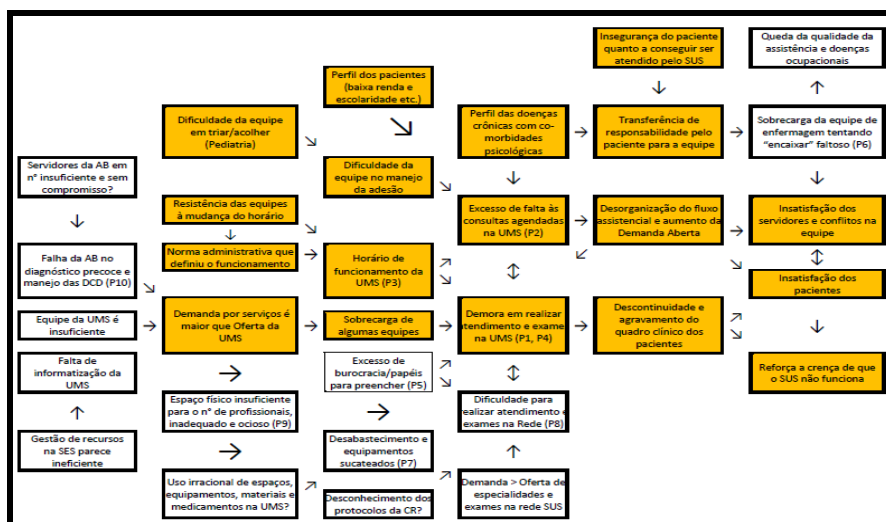 Insegurança do paciente
quanto a conseguir ser
atendido pelo SUS
Queda da qualidade da
assistência e doenças
ocupacionais
Perfil dos pacientes
(baixa renda e
escolaridade etc.)
Dificuldade da equipe
em triar/acolher
(Pediatria)
Perfil das doenças
crônicas com co-
morbidades
psicológicas
Transferência de
responsabilidade pelo
paciente para a equipe
Sobrecarga da equipe de
enfermagem tentando
“encaixar” faltoso (P6)
Servidores da AB em
n° insuficiente e sem
compromisso?
Dificuldade da
equipe no manejo
da adesão
Resistência das equipes
à mudança do horário
Excesso de falta às
consultas agendadas
na UMS (P2)
Desorganização do fluxo
assistencial e aumento da
Demanda Aberta
Insatisfação dos
servidores e conflitos na
equipe
Falha da AB no
diagnóstico precoce e
manejo das DCD (P10)
Norma administrativa que
definiu o funcionamento
Horário de
funcionamento da
UMS (P3)
Insatisfação dos
pacientes
Equipe da UMS é
insuficiente
Demanda por serviços é
maior que Oferta da
UMS
Sobrecarga de
algumas equipes
Demora em realizar
atendimento e exame
na UMS (P1, P4)
Descontinuidade e
agravamento do
quadro clínico dos
pacientes
Falta de
informatização da
UMS
Excesso de
burocracia/papéis
para preencher (P5)
Reforça a crença de que
o SUS não funciona
Espaço físico insuficiente
para o n° de profissionais,
inadequado e ocioso (P9)
Dificuldade para
realizar atendimento e
exames na Rede (P8)
Gestão de recursos
na SES parece
ineficiente
Desabastecimento e
equipamentos
sucateados (P7)
Uso irracional de espaços,
equipamentos, materiais e
medicamentos na UMS?
Desconhecimento dos
protocolos da CR?
Demanda > Oferta de
especialidades e
exames na rede SUS